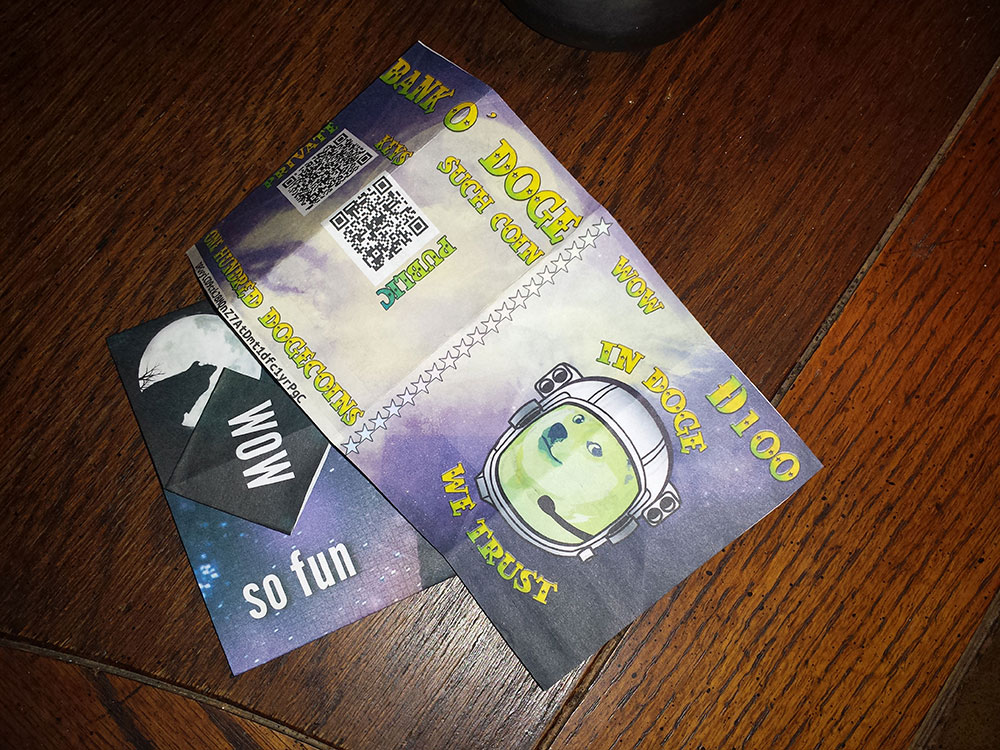 BANK O' DOGE
SUCH COIN
PRIVATE
KEYS
PUBLIC
ONE HUNDRED DOGECOINS
WOW
IN DOGE
WE TRUST
D100
WOW
so fun